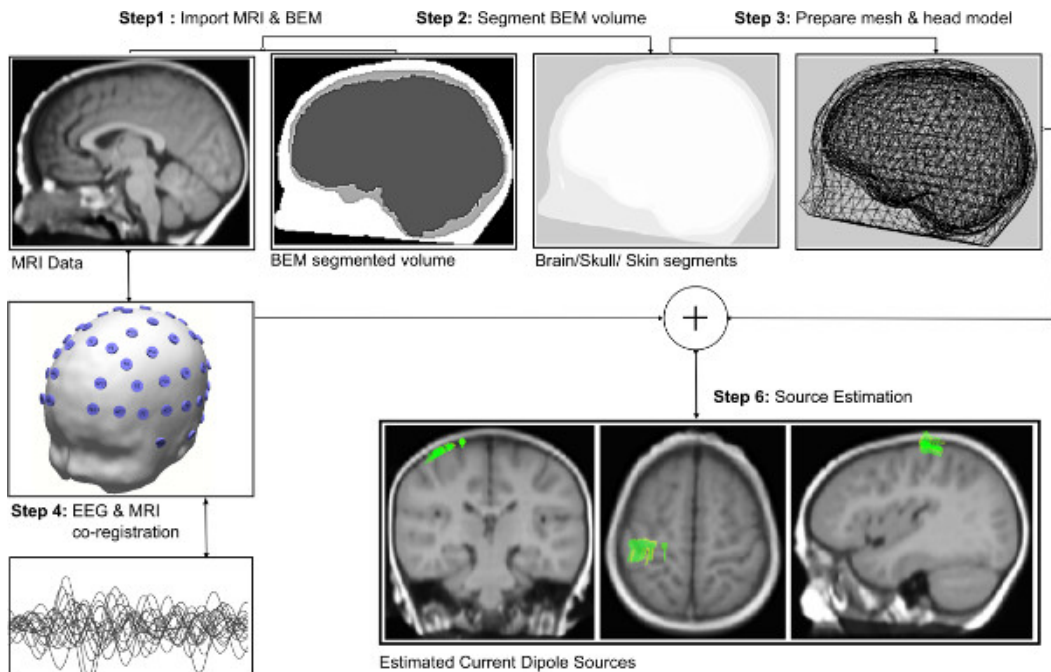 Step1 : Import MRI & BEM
Step 2: Segment BEM volume
Step 3: Prepare mesh & head model
MRI Data
BEM segmented volume
Brain/Skull/ Skin segments
+
Step 6: Source Estimation
Step 4: EEG & MRI
co-registration
Estimated Current Dipole Sources